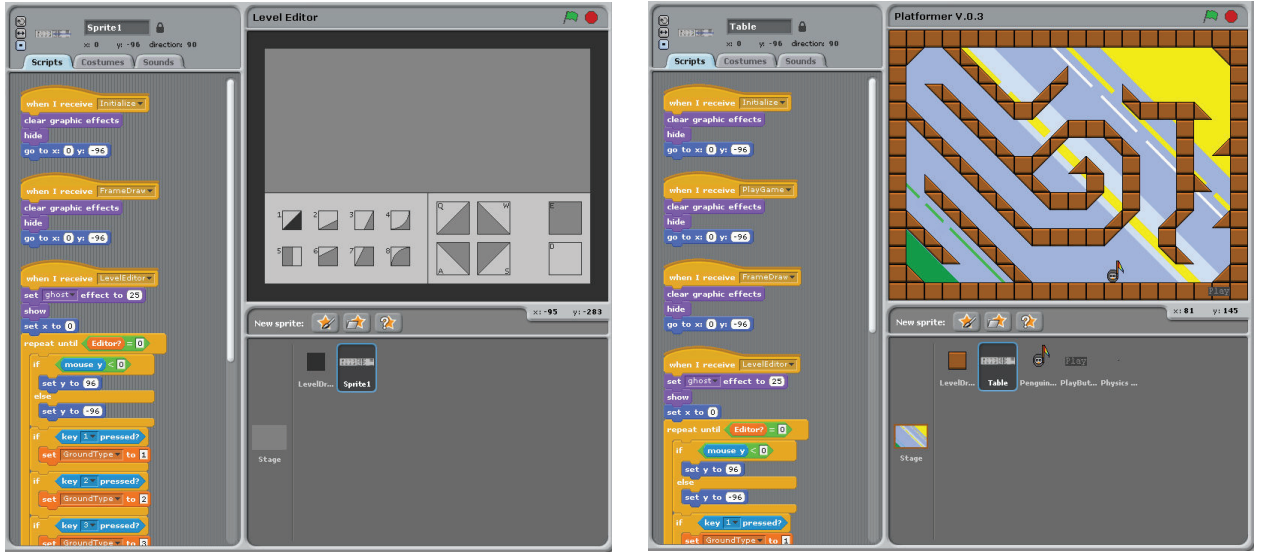 Sprite1
x: 0 y: -96 direction: 90
Scripts Costumes Sounds
when I receive Initialize
clear graphic effects
hide
go to x: 0 y: -96
when I receive FrameDraw
clear graphic effects
hide
go to x: 0 y: -96
when I receive LevelEditor
set ghost effect to 25
show
set x to 0
repeat until Editor? = 0
if mouse y < 0
set y to 96
else
set y to -96
if key 1 pressed?
set GroundType to 1
if key 2 pressed?
set GroundType to 2
if key 3 pressed?
set GroundType to 3
Level Editor
1 2 3 4
5 6 7 8
Q W E
A S D
x: -95 y: -283
New sprite:
LevelDr... Sprite1
Stage
Table
x: 0 y: -96 direction: 90
Scripts Costumes Sounds
when I receive Initialize
clear graphic effects
hide
go to x: 0 y: -96
when I receive PlayGame
clear graphic effects
hide
go to x: 0 y: -96
when I receive FrameDraw
clear graphic effects
hide
go to x: 0 y: -96
when I receive LevelEditor
set ghost effect to 25
show
set x to 0
repeat until Editor? = 0
if mouse y < 0
set y to 96
else
set y to -96
if key 1 pressed?
set GroundType to 1
Platformer V.0.3
Play
x: 81 y: 145
New sprite:
LevelDr... Table Penguin... PlayBut... Physics ...
Play
Stage